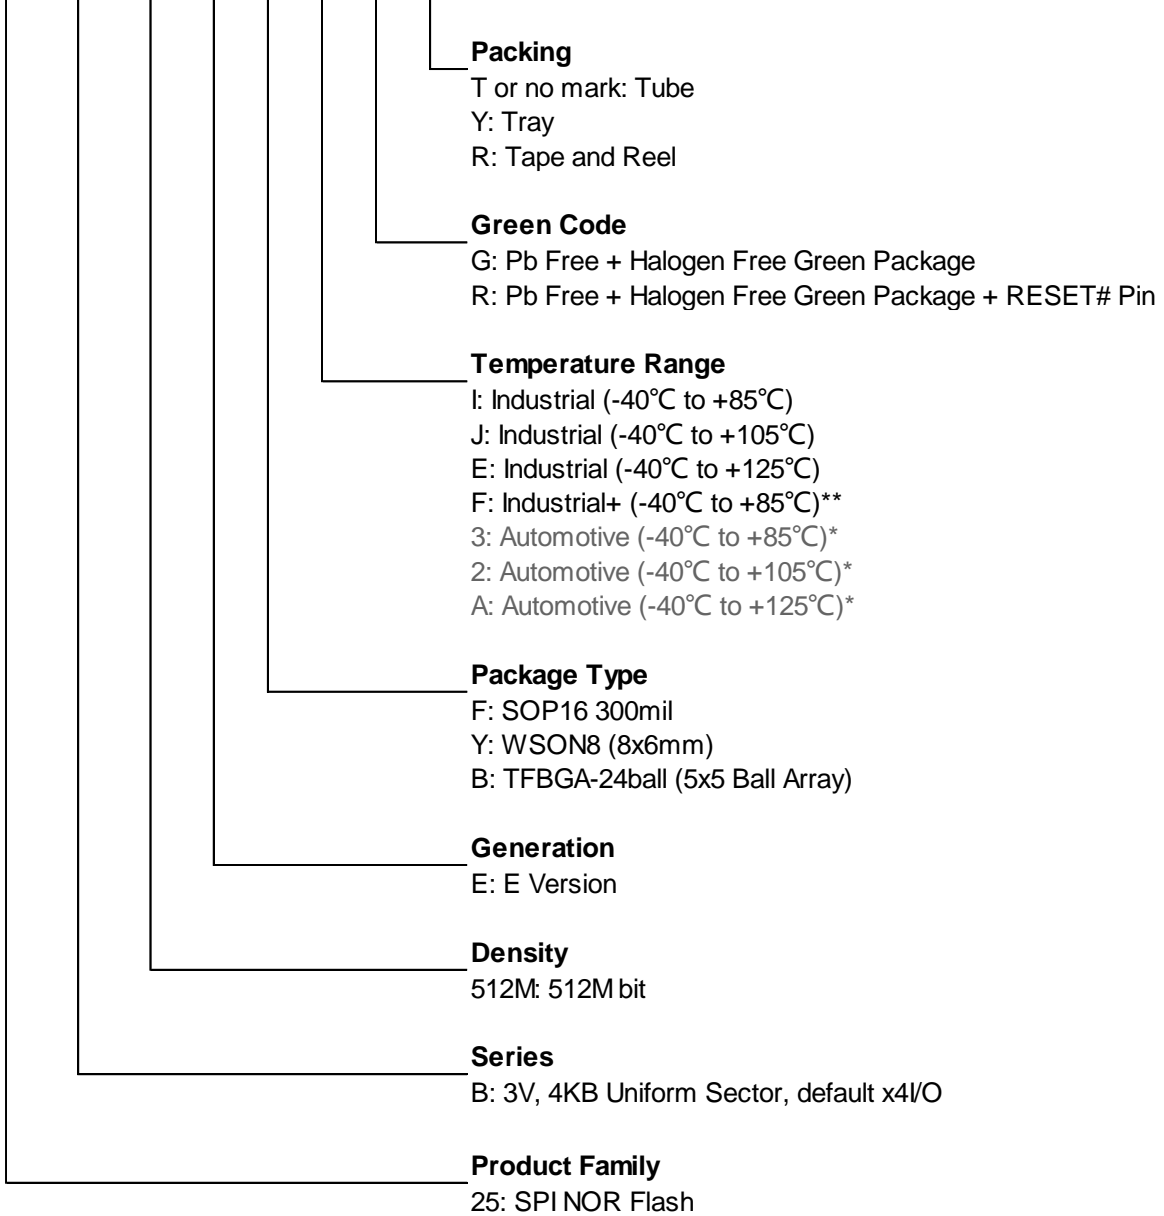 Packing
T or no mark: Tube
Y: Tray
R: Tape and Reel
Green Code
G: Pb Free + Halogen Free Green Package
R: Pb Free + Halogen Free Green Package + RESET# Pin
Temperature Range
I: Industrial (-40℃ to +85℃)
J: Industrial (-40℃ to +105℃)
E: Industrial (-40℃ to +125℃)
F: Industrial+ (-40℃ to +85℃)**
3: Automotive (-40℃ to +85℃)*
2: Automotive (-40℃ to +105℃)*
A: Automotive (-40℃ to +125℃)*
Package Type
F: SOP16 300mil
Y: WSON8 (8x6mm)
B: TFBGA-24ball (5x5 Ball Array)
Generation
E: E Version
Density
512M: 512M bit
Series
B: 3V, 4KB Uniform Sector, default x4I/O
Product Family
25: SPI NOR Flash